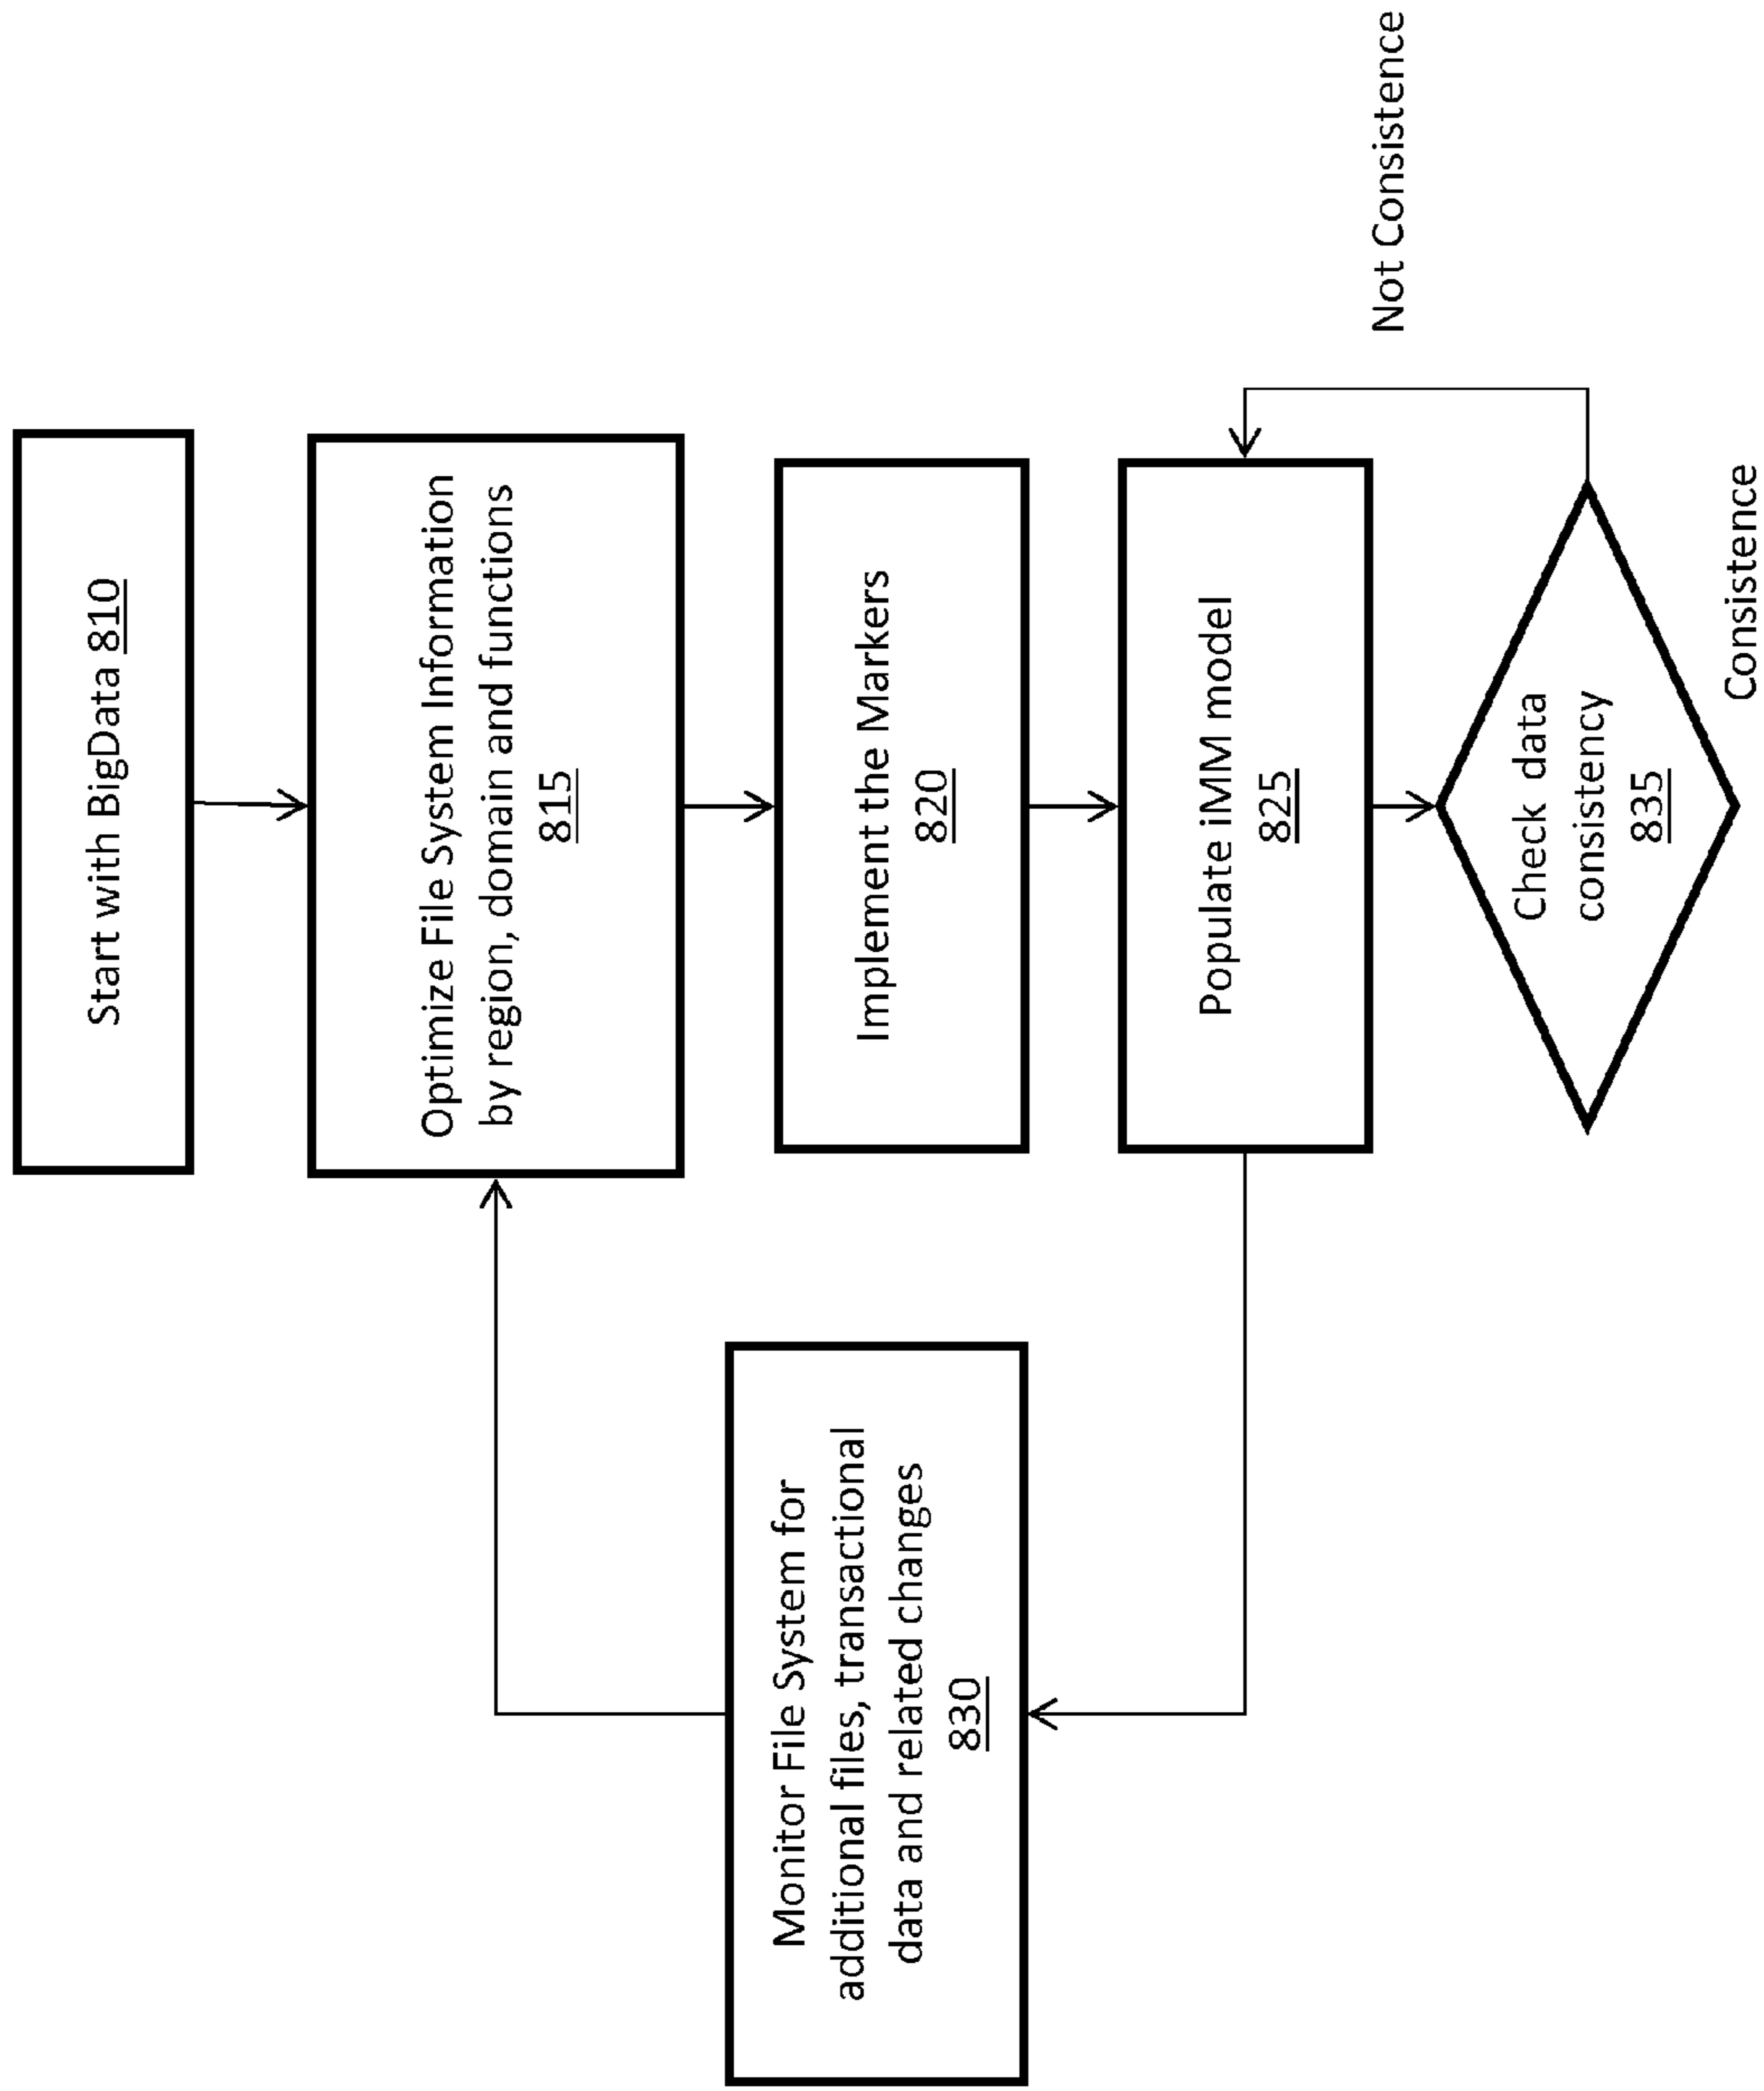 Start with BigData 810
Optimize File System Information
by region, domain and functions
815
Implement the Markers
820
Populate iMM model
825
Monitor File System for
additional files, transactional
data and related changes
830
Check data
consistency
835
Not Consistence
Consistence